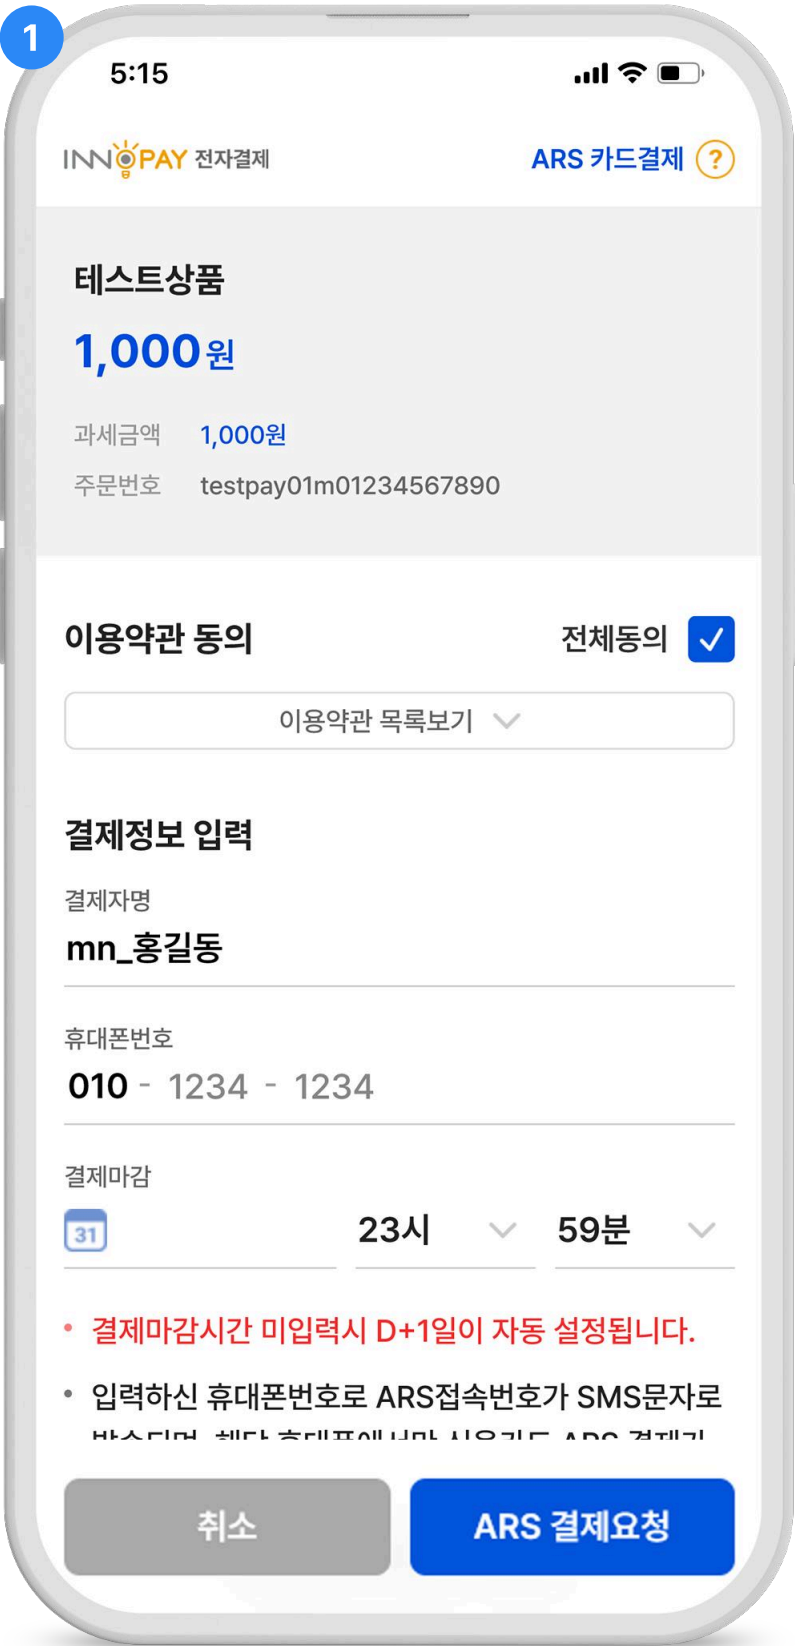 1
5:15
INNOPAY 전자결제
ARS 카드결제 ?
테스트상품
1,000원
과세금액 1,000원
주문번호 testpay01m01234567890
이용약관 동의 전체동의
이용약관 목록보기
결제정보 입력
결제자명
mn_홍길동
휴대폰번호
010 - 1234 - 1234
결제마감
31 23시 59분
• 결제마감시간 미입력시 D+1일이 자동 설정됩니다.
• 입력하신 휴대폰번호로 ARS접속번호가 SMS문자로
취소 ARS 결제요청